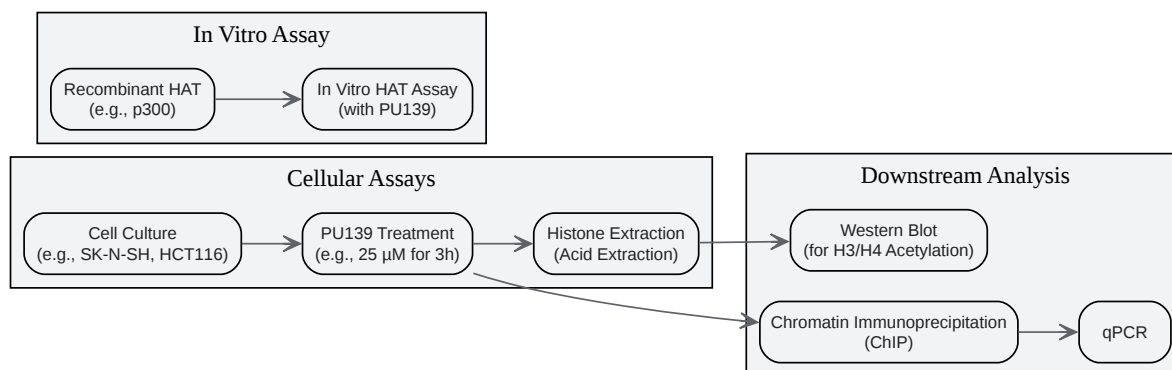 In Vitro Assay
Recombinant HAT
(e.g., p300)
In Vitro HAT Assay
(with PU139)
Cellular Assays
Cell Culture
(e.g., SK-N-SH, HCT116)
PU139 Treatment
(e.g., 25 µM for 3h)
Histone Extraction
(Acid Extraction)
Downstream Analysis
Western Blot
(for H3/H4 Acetylation)
Chromatin Immunoprecipitation
(ChIP)
qPCR